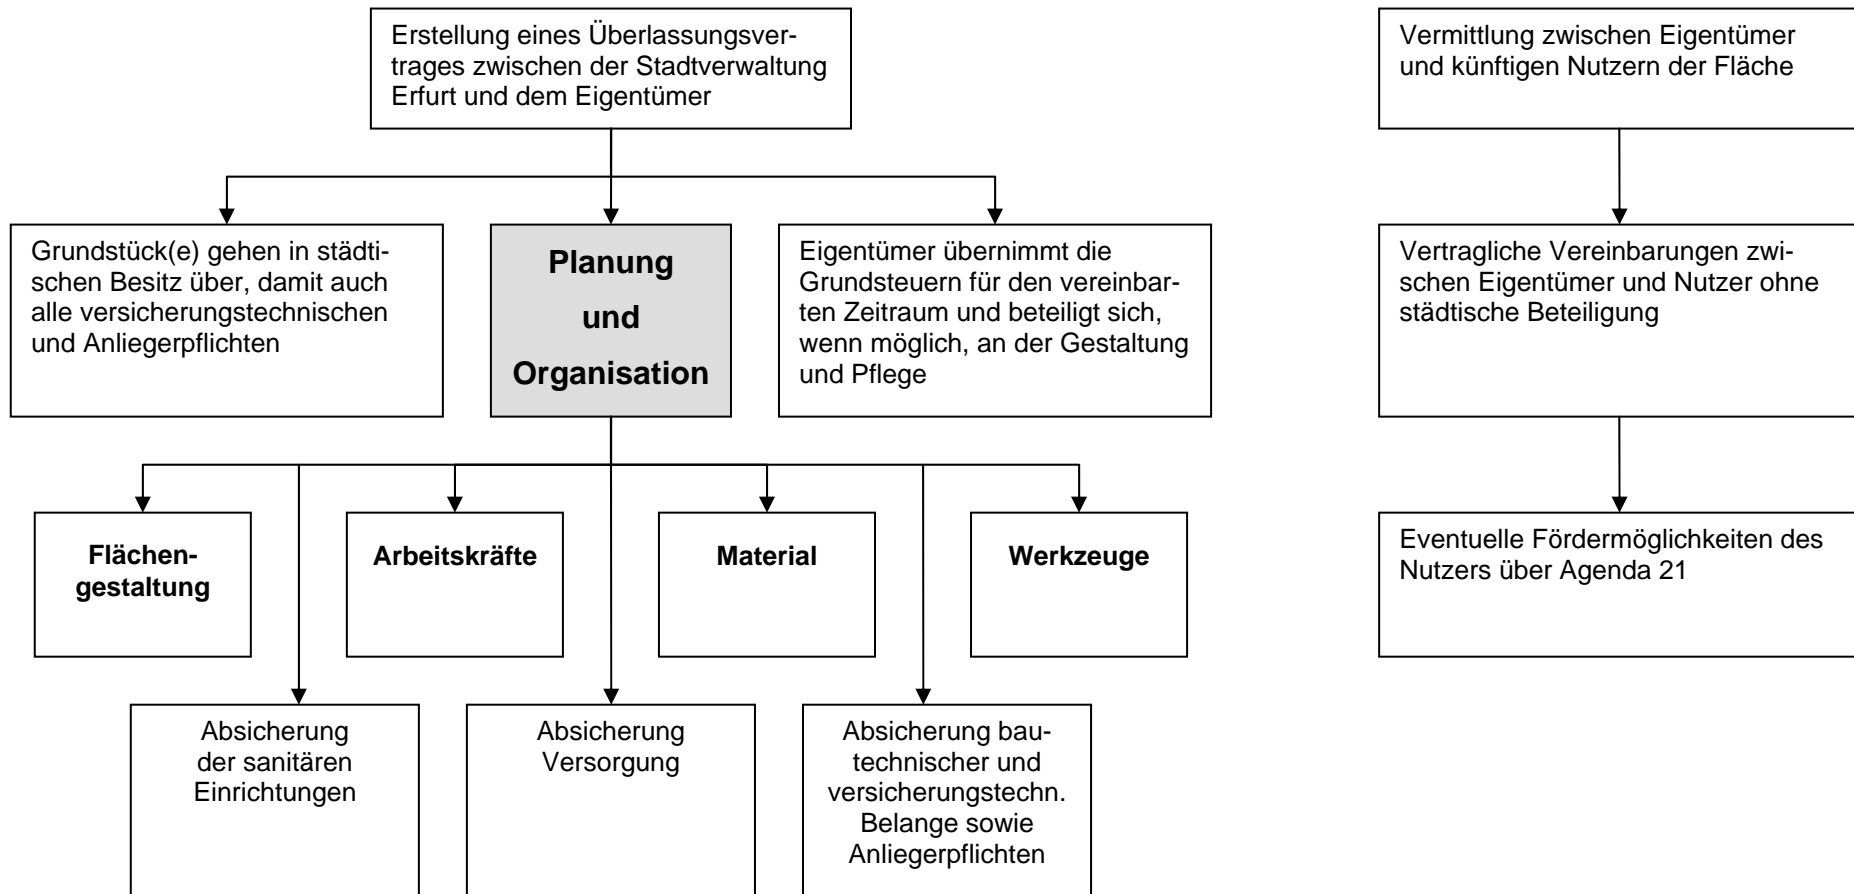 Erstellung eines Überlassungsver-
trages zwischen der Stadtverwaltung
Erfurt und dem Eigentümer
Vermittlung zwischen Eigentümer
und künftigen Nutzern der Fläche
Grundstück(e) gehen in städti-
schen Besitz über, damit auch
alle versicherungstechnischen
und Anliegerpflichten
Planung
und
Organisation
Eigentümer übernimmt die
Grundsteuern für den vereinbar-
ten Zeitraum und beteiligt sich,
wenn möglich, an der Gestaltung
und Pflege
Vertragliche Vereinbarungen zwi-
schen Eigentümer und Nutzer ohne
städtische Beteiligung
Flächen-
gestaltung
Arbeitskräfte
Material
Werkzeuge
Eventuelle Fördermöglichkeiten des
Nutzers über Agenda 21
Absicherung
der sanitären
Einrichtungen
Absicherung
Versorgung
Absicherung bau-
technischer und
versicherungstechn.
Belange sowie
Anliegerpflichten